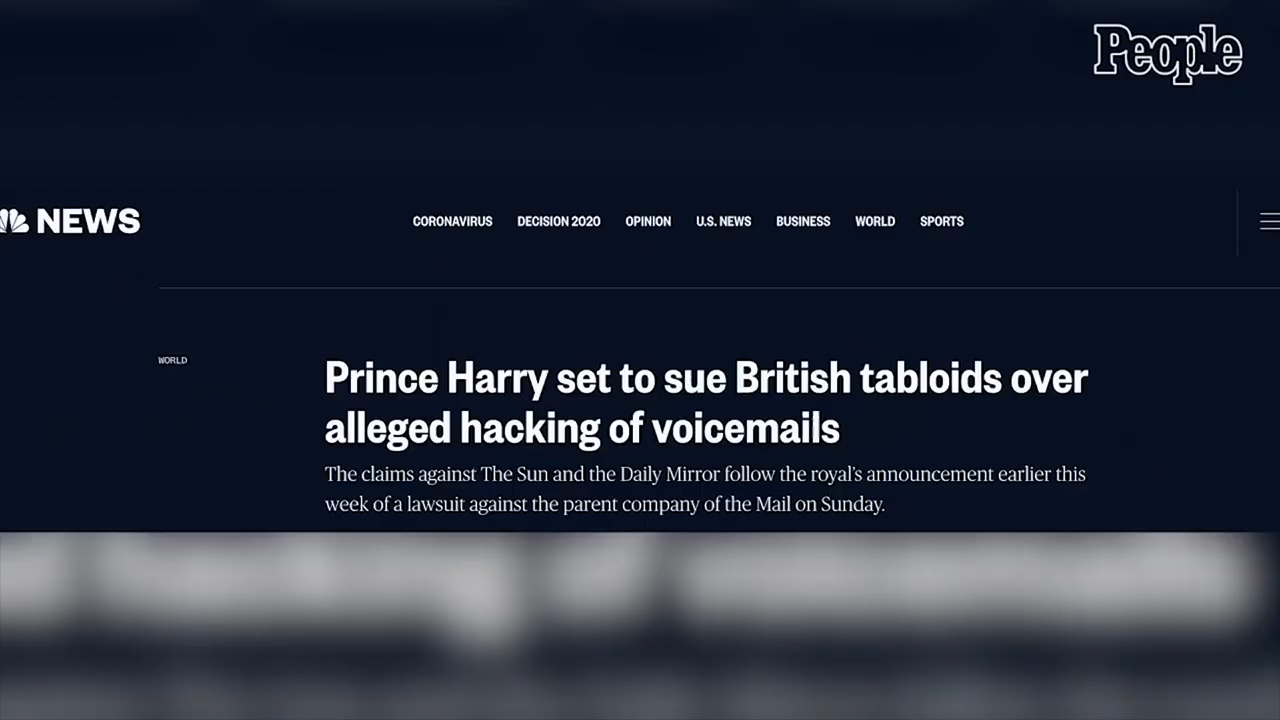 People
NEWS
CORONAVIRUS DECISION 2020 OPINION U.S. NEWS BUSINESS WORLD SPORTS
WORLD
Prince Harry set to sue British tabloids over
alleged hacking of voicemails
The claims against The Sun and the Daily Mirror follow the royal's announcement earlier this
week of a lawsuit against the parent company of the Mail on Sunday.